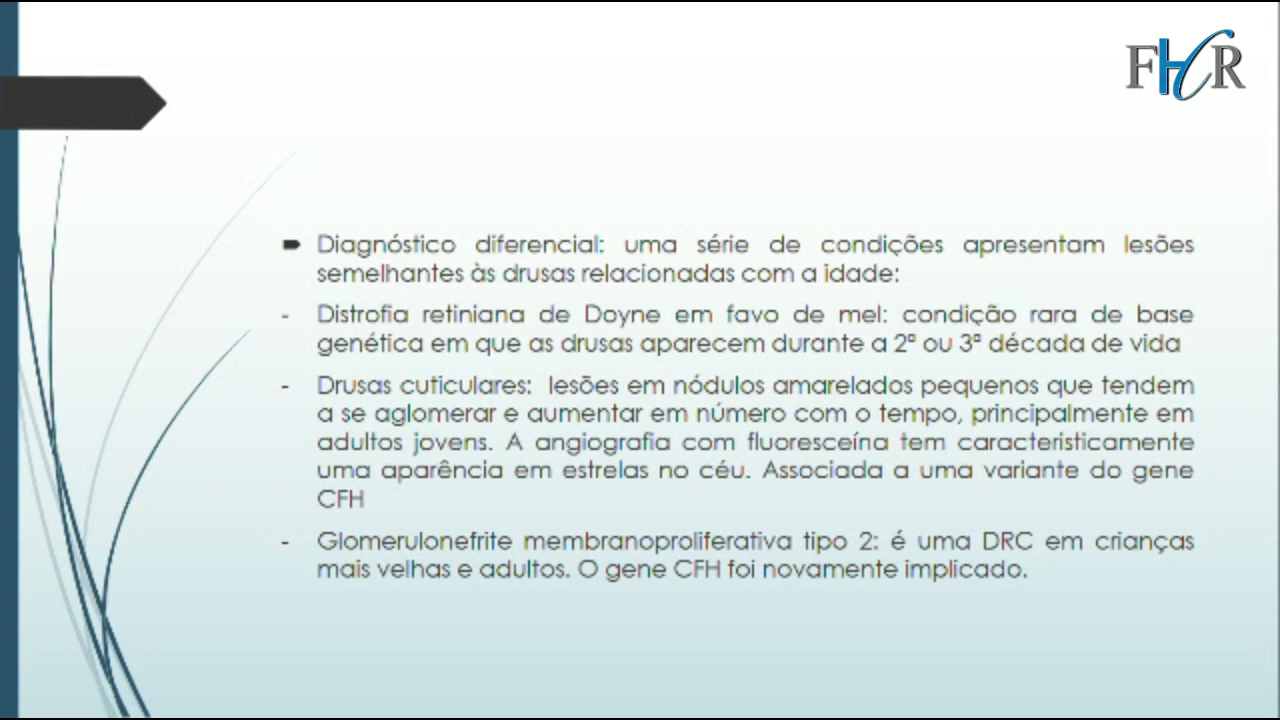 FHCR
Diagnóstico diferencial: uma série de condições apresentam lesões
semelhantes às drusas relacionadas com a idade:
- Distrofia retiniana de Doyne em favo de mel: condição rara de base
genética em que as drusas aparecem durante a 2ª ou 3ª década de vida
- Drusas cuticulares: lesões em nódulos amarelados pequenos que tendem
a se aglomerar e aumentar em número com o tempo, principalmente em
adultos jovens. A angiografia com fluoresceína tem caracteristicamente
uma aparência em estrelas no céu. Associada a uma variante do gene
CFH
- Glomerulonefrite membranoproliferativa tipo 2: é uma DRC em crianças
mais velhas e adultos. O gene CFH foi novamente implicado.